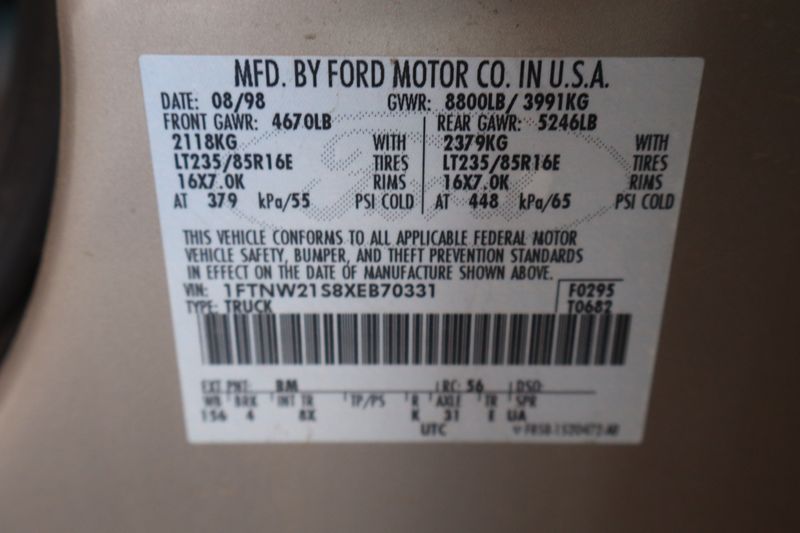 MFD. BY FORD MOTOR CO. IN U.S.A.
DATE: 08/98 GVWR: 8800LB/ 3991KG
FRONT GAWR: 4670LB REAR GAWR: 5246LB
2118KG WITH 2379KG WITH
LT235/85R16E TIRES LT235/85R16E TIRES
16X7.0K RIMS 16X7.0K RIMS
AT 379 kPa/55 PSI COLD AT 448 kPa/65 PSI COLD
THIS VEHICLE CONFORMS TO ALL APPLICABLE FEDERAL MOTOR
VEHICLE SAFETY, BUMPER, AND THEFT PREVENTION STANDARDS
IN EFFECT ON THE DATE OF MANUFACTURE SHOWN ABOVE.
VIN: 1FTNW21S8XEB70331 F0295
TYPE: TRUCK T0682
EXT PNT: BM RC: 56 DSO:
WB BRK INT TR TP/PS R AXLE TR SPR
156 4 8X K 31 E UA
UTC